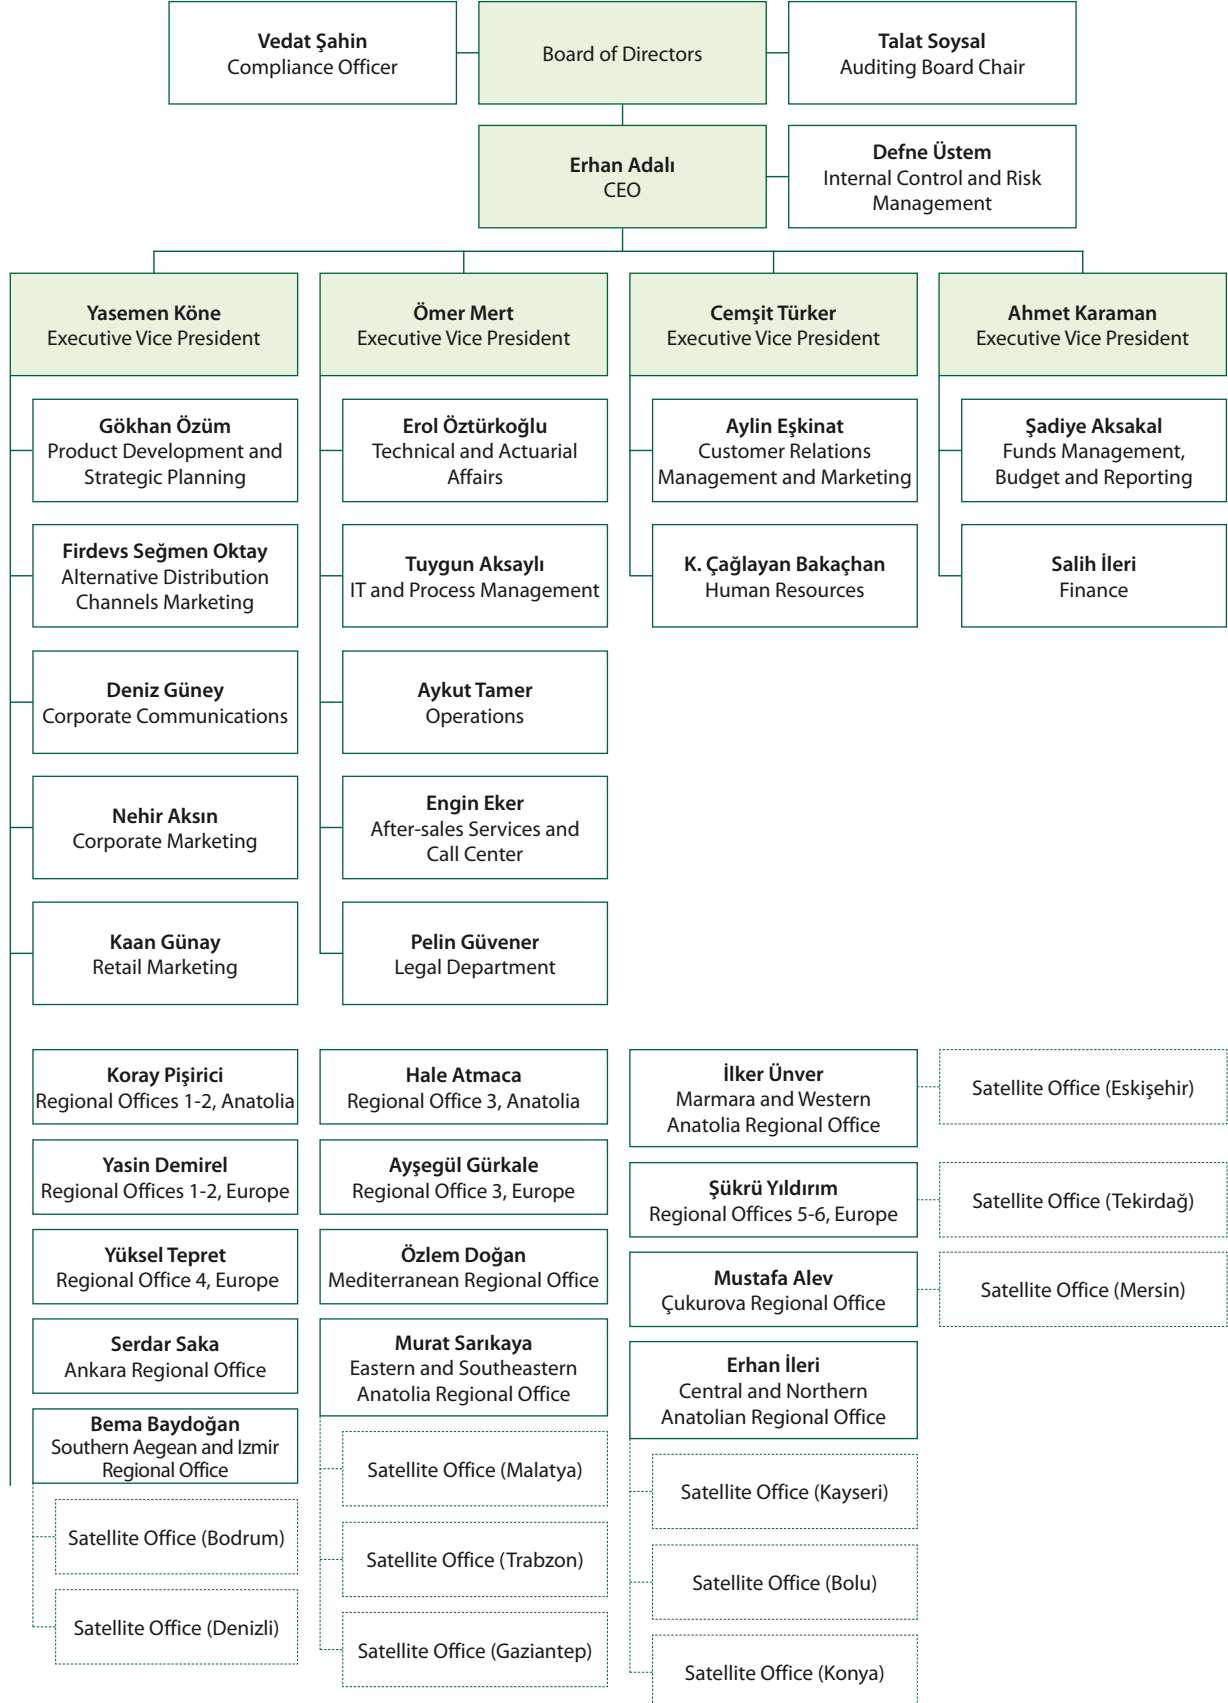 Vedat Şahin
Compliance Officer
Board of Directors
Talat Soysal
Auditing Board Chair
Erhan Adalı
CEO
Defne Üstem
Internal Control and Risk
Management
Yasemen Köne
Executive Vice President
Ömer Mert
Executive Vice President
Cemşit Türker
Executive Vice President
Ahmet Karaman
Executive Vice President
Gökhan Özüm
Product Development and
Strategic Planning
Erol Öztürkoğlu
Technical and Actuarial
Affairs
Aylin Eşkinat
Customer Relations
Management and Marketing
Şadiye Aksakal
Funds Management,
Budget and Reporting
Firdevs Seğmen Oktay
Alternative Distribution
Channels Marketing
Tuygun Aksaylı
IT and Process Management
K. Çağlayan Bakaçhan
Human Resources
Salih İleri
Finance
Deniz Güney
Corporate Communications
Aykut Tamer
Operations
Nehir Aksın
Corporate Marketing
Engin Eker
After-sales Services and
Call Center
Kaan Günay
Retail Marketing
Pelin Güvener
Legal Department
Koray Pişirici
Regional Offices 1-2, Anatolia
Hale Atmaca
Regional Office 3, Anatolia
İlker Ünver
Marmara and Western
Anatolia Regional Office
Satellite Office (Eskişehir)
Yasin Demirel
Regional Offices 1-2, Europe
Ayşegül Gürkale
Regional Office 3, Europe
Şükrü Yıldırım
Regional Offices 5-6, Europe
Satellite Office (Tekirdağ)
Yüksel Tepret
Regional Office 4, Europe
Özlem Doğan
Mediterranean Regional Office
Mustafa Alev
Çukurova Regional Office
Satellite Office (Mersin)
Serdar Saka
Ankara Regional Office
Murat Sarıkaya
Eastern and Southeastern
Anatolia Regional Office
Erhan İleri
Central and Northern
Anatolian Regional Office
Bema Baydoğan
Southern Aegean and Izmir
Regional Office
Satellite Office (Malatya)
Satellite Office (Kayseri)
Satellite Office (Bodrum)
Satellite Office (Trabzon)
Satellite Office (Bolu)
Satellite Office (Denizli)
Satellite Office (Gaziantep)
Satellite Office (Konya)